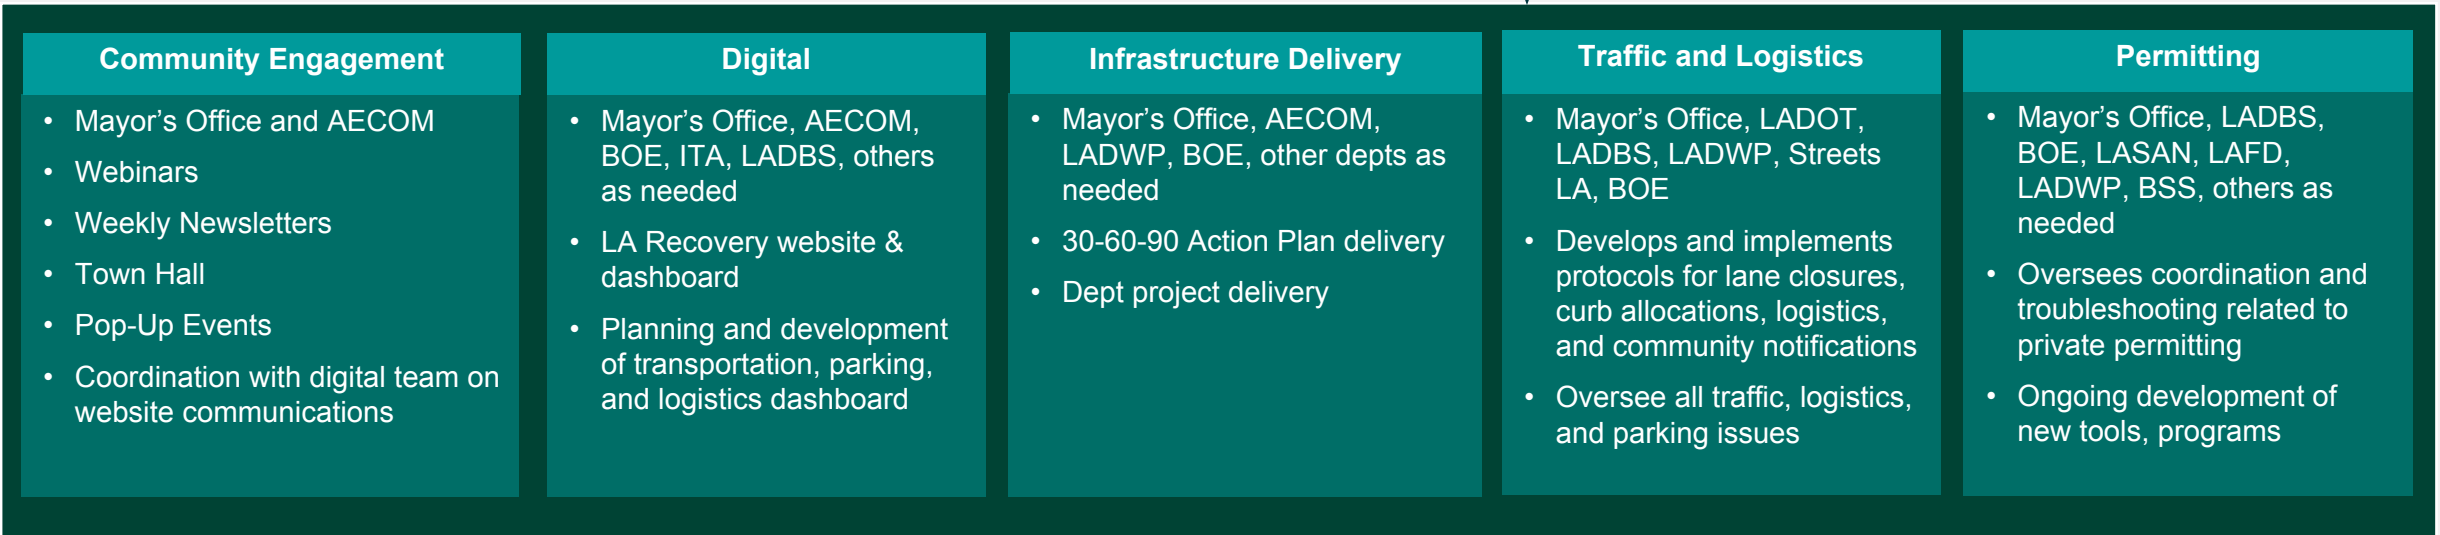 Community Engagement
• Mayor's Office and AECOM
• Webinars
• Weekly Newsletters
• Town Hall
• Pop-Up Events
• Coordination with digital team on
website communications
Digital
• Mayor's Office, AECOM,
BOE, ITA, LADBS, others
as needed
• LA Recovery website &
dashboard
• Planning and development
of transportation, parking,
and logistics dashboard
Infrastructure Delivery
• Mayor's Office, AECOM,
LADWP, BOE, other depts as
needed
• 30-60-90 Action Plan delivery
• Dept project delivery
Traffic and Logistics
• Mayor's Office, LADOT,
LADBS, LADWP, Streets
LA, BOE
• Develops and implements
protocols for lane closures,
curb allocations, logistics,
and community notifications
• Oversee all traffic, logistics,
and parking issues
Permitting
• Mayor's Office, LADBS,
BOE, LASAN, LAFD,
LADWP, BSS, others as
needed
• Oversees coordination and
troubleshooting related to
private permitting
• Ongoing development of
new tools, programs